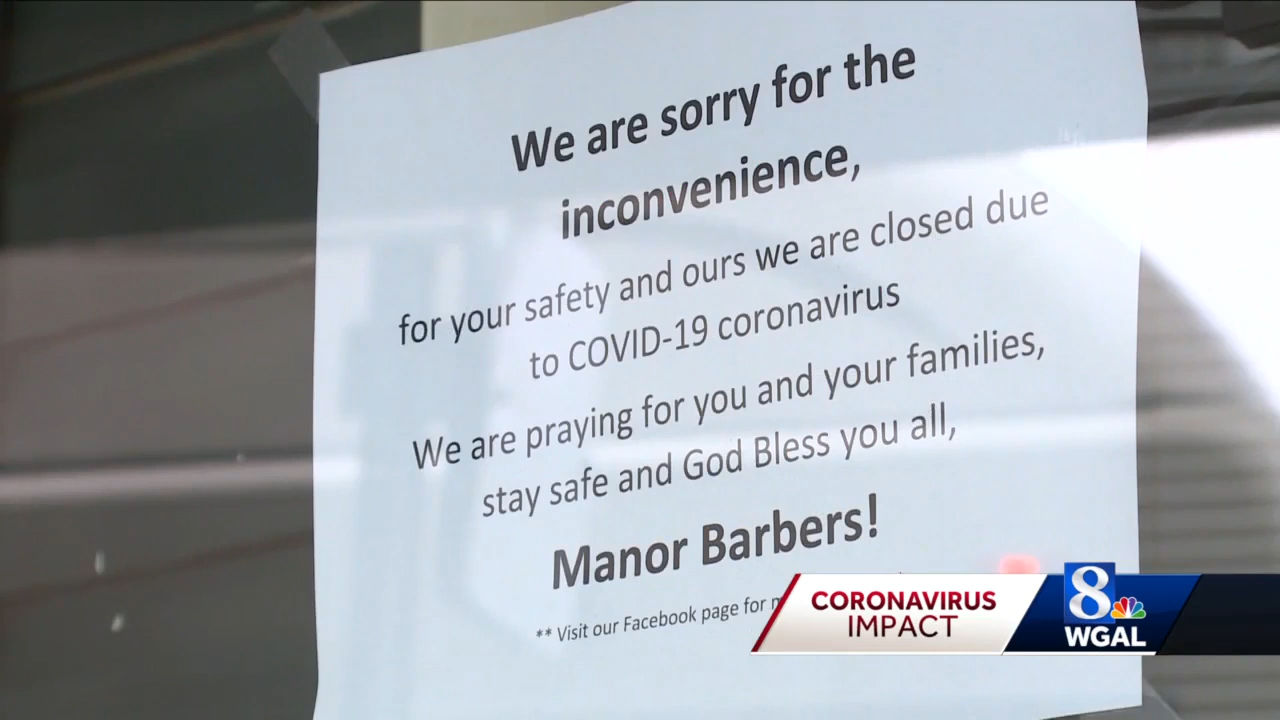 We are sorry for the
inconvenience,
for your safety and ours we are closed due
to COVID-19 coronavirus
We are praying for you and your families,
stay safe and God Bless you all,
Manor Barbers!
** Visit our Facebook page for
CORONAVIRUS
IMPACT
8
WGAL